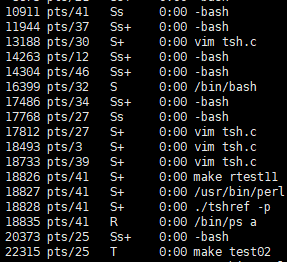 10911 pts/41 Ss 0:00 -bash
11944 pts/37 Ss+ 0:00 -bash
13188 pts/30 S+ 0:00 vim tsh.c
14263 pts/12 Ss+ 0:00 -bash
14304 pts/46 Ss+ 0:00 -bash
16399 pts/32 S 0:00 /bin/bash
17486 pts/34 Ss+ 0:00 -bash
17768 pts/27 Ss 0:00 -bash
17812 pts/27 S+ 0:00 vim tsh.c
18493 pts/3 S+ 0:00 vim tsh.c
18733 pts/39 S+ 0:00 vim tsh.c
18826 pts/41 S+ 0:00 make rtest11
18827 pts/41 S+ 0:00 /usr/bin/perl
18828 pts/41 S+ 0:00 ./tshref -p
18835 pts/41 R 0:00 /bin/ps a
20373 pts/25 Ss+ 0:00 -bash
22315 pts/25 T 0:00 make test02